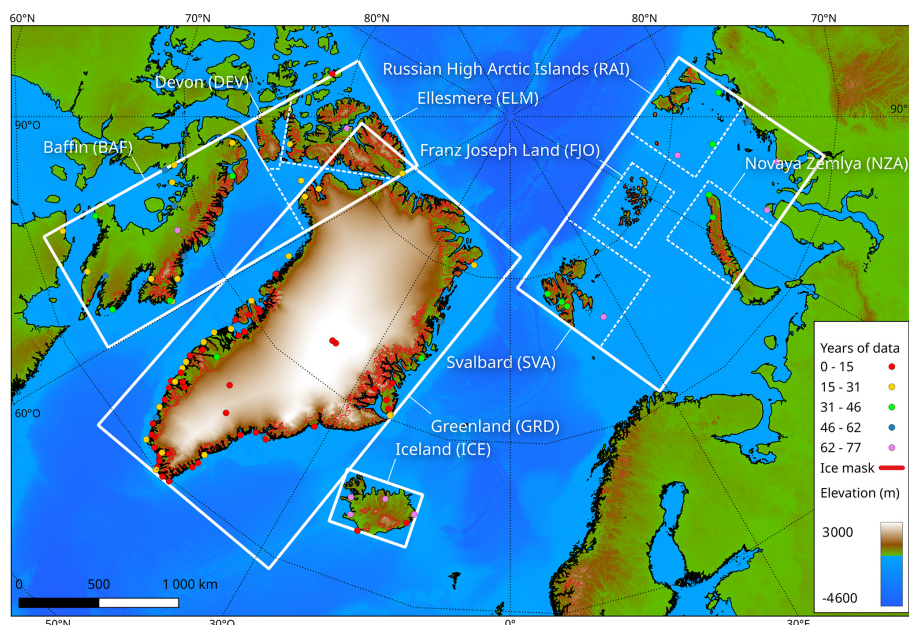 60°N
70°N
80°N
80°N
70°N
Russian High Arctic Islands (RAI)
Devon (DEV)
Ellesmere (ELM)
90°O
90°
Baffin (BAF)
Franz Joseph Land (FJO)
Novaya Zemlya (NZA)
Svalbard (SVA)
60°O
Greenland (GRD)
Iceland (ICE)
Years of data
0 - 15
15 - 31
31 - 46
46 - 62
62 - 77
Ice mask
Elevation (m)
3000
-4600
0 500 1 000 km
50°N
30°O
0°
30°E